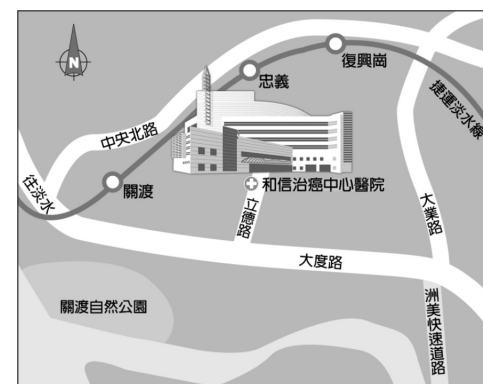 復興崗
忠義
捷運淡水線
中央北路
關渡
往淡水
和信治癌中心醫院
立德路
大業路
大度路
關渡自然公園
洲美快速道路